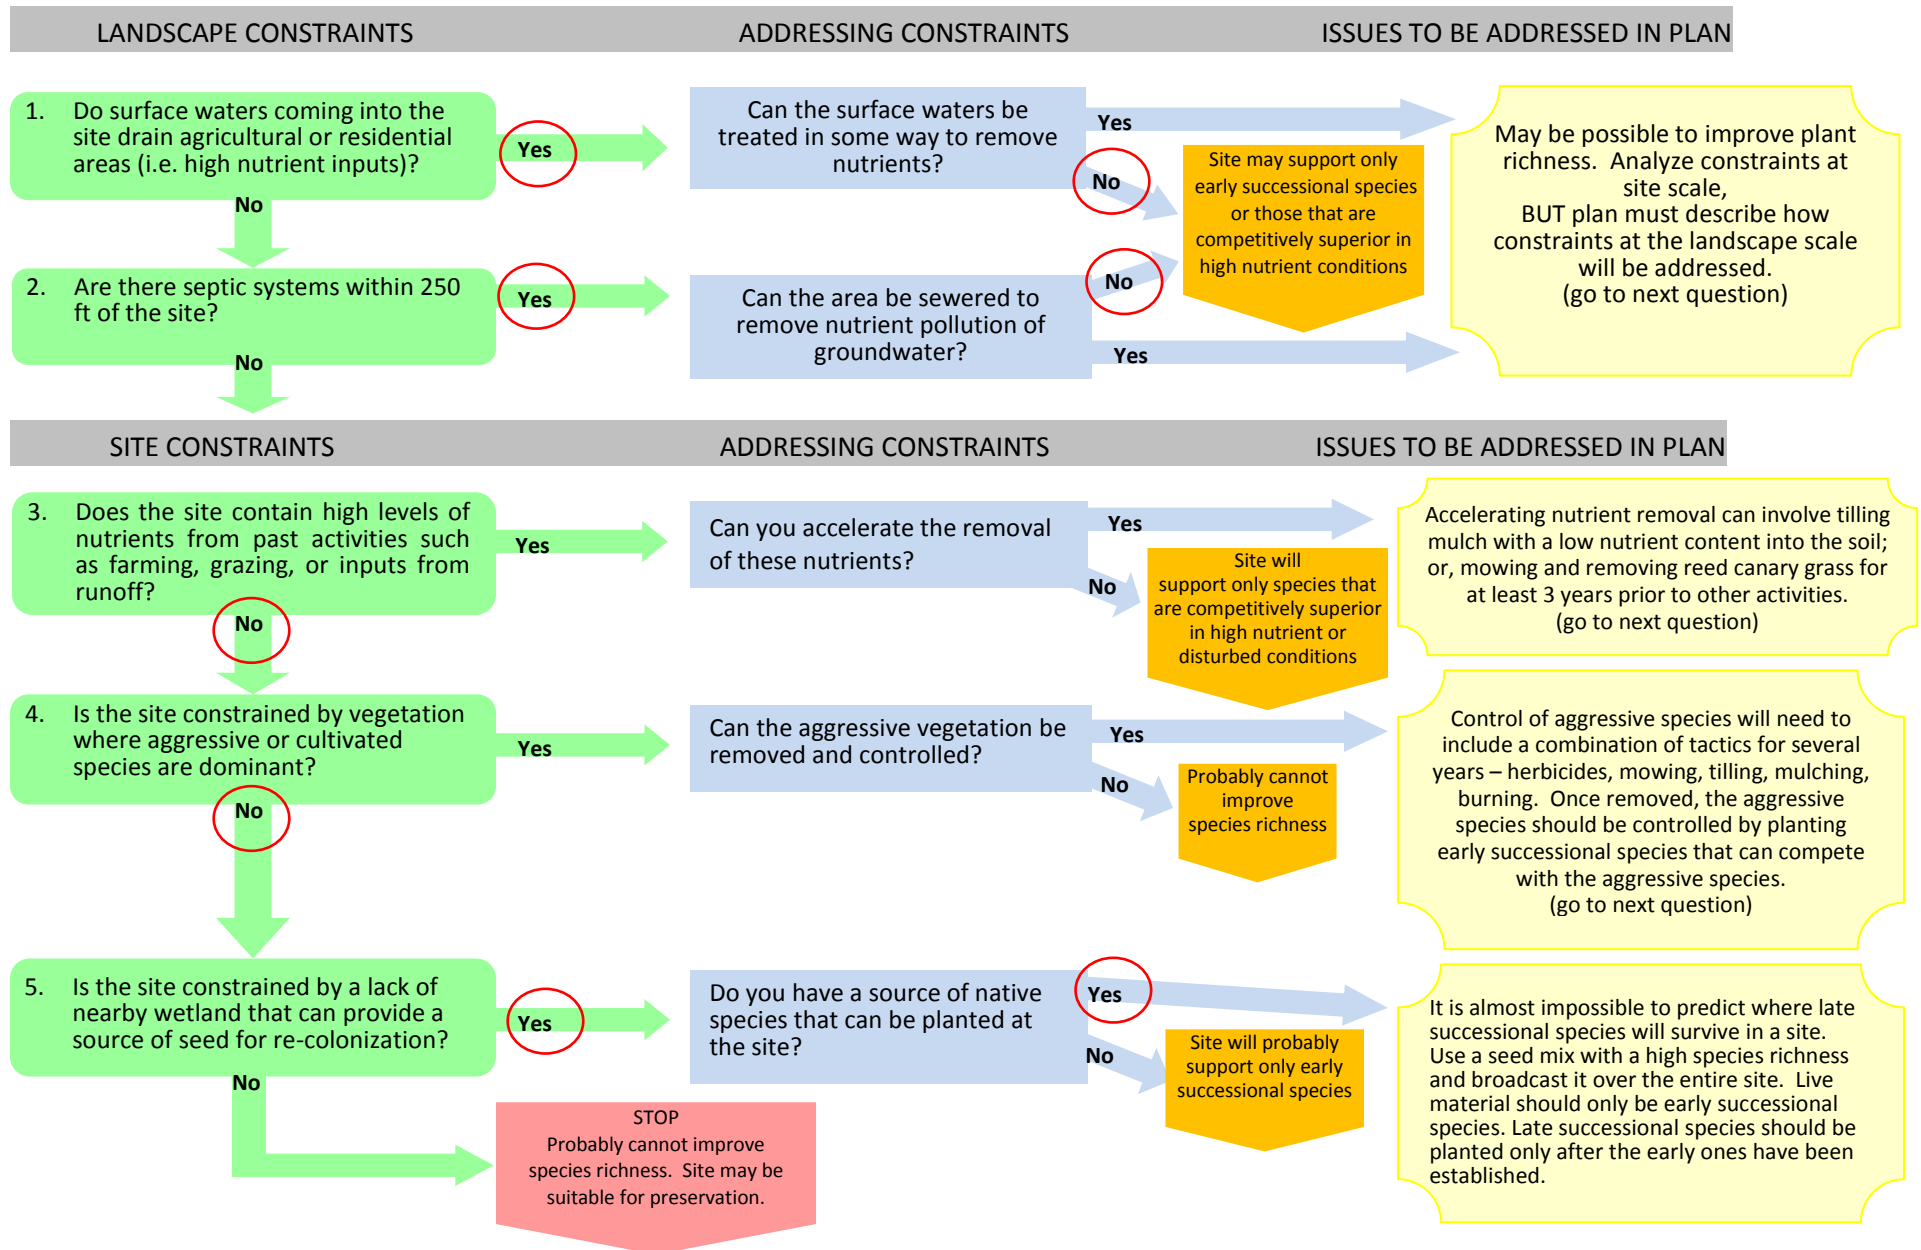 LANDSCAPE CONSTRAINTS
ADDRESSING CONSTRAINTS
ISSUES TO BE ADDRESSED IN PLAN
1. Do surface waters coming into the
site drain agricultural or residential
areas (i.e. high nutrient inputs)?
Yes
No
Can the surface waters be
treated in some way to remove
nutrients?
Yes
No
Site may support only
early successional species
or those that are
competitively superior in
high nutrient conditions
May be possible to improve plant
richness. Analyze constraints at
site scale,
BUT plan must describe how
constraints at the landscape scale
will be addressed.
(go to next question)
2. Are there septic systems within 250
ft of the site?
Yes
No
Can the area be sewered to
remove nutrient pollution of
groundwater?
No
Yes
SITE CONSTRAINTS
ADDRESSING CONSTRAINTS
ISSUES TO BE ADDRESSED IN PLAN
3. Does the site contain high levels of
nutrients from past activities such
as farming, grazing, or inputs from
runoff?
Yes
No
Can you accelerate the removal
of these nutrients?
Yes
No
Site will
support only species that
are competitively superior
in high nutrient or
disturbed conditions
Accelerating nutrient removal can involve tilling
mulch with a low nutrient content into the soil;
or, mowing and removing reed canary grass for
at least 3 years prior to other activities.
(go to next question)
4. Is the site constrained by vegetation
where aggressive or cultivated
species are dominant?
Yes
No
Can the aggressive vegetation be
removed and controlled?
Yes
No
Probably cannot
improve
species richness
Control of aggressive species will need to
include a combination of tactics for several
years – herbicides, mowing, tilling, mulching,
burning. Once removed, the aggressive
species should be controlled by planting
early successional species that can compete
with the aggressive species.
(go to next question)
5. Is the site constrained by a lack of
nearby wetland that can provide a
source of seed for re-colonization?
Yes
No
Do you have a source of native
species that can be planted at
the site?
Yes
No
Site will probably
support only early
successional species
It is almost impossible to predict where late
successional species will survive in a site.
Use a seed mix with a high species richness
and broadcast it over the entire site. Live
material should only be early successional
species. Late successional species should be
planted only after the early ones have been
established.
STOP
Probably cannot improve
species richness. Site may be
suitable for preservation.